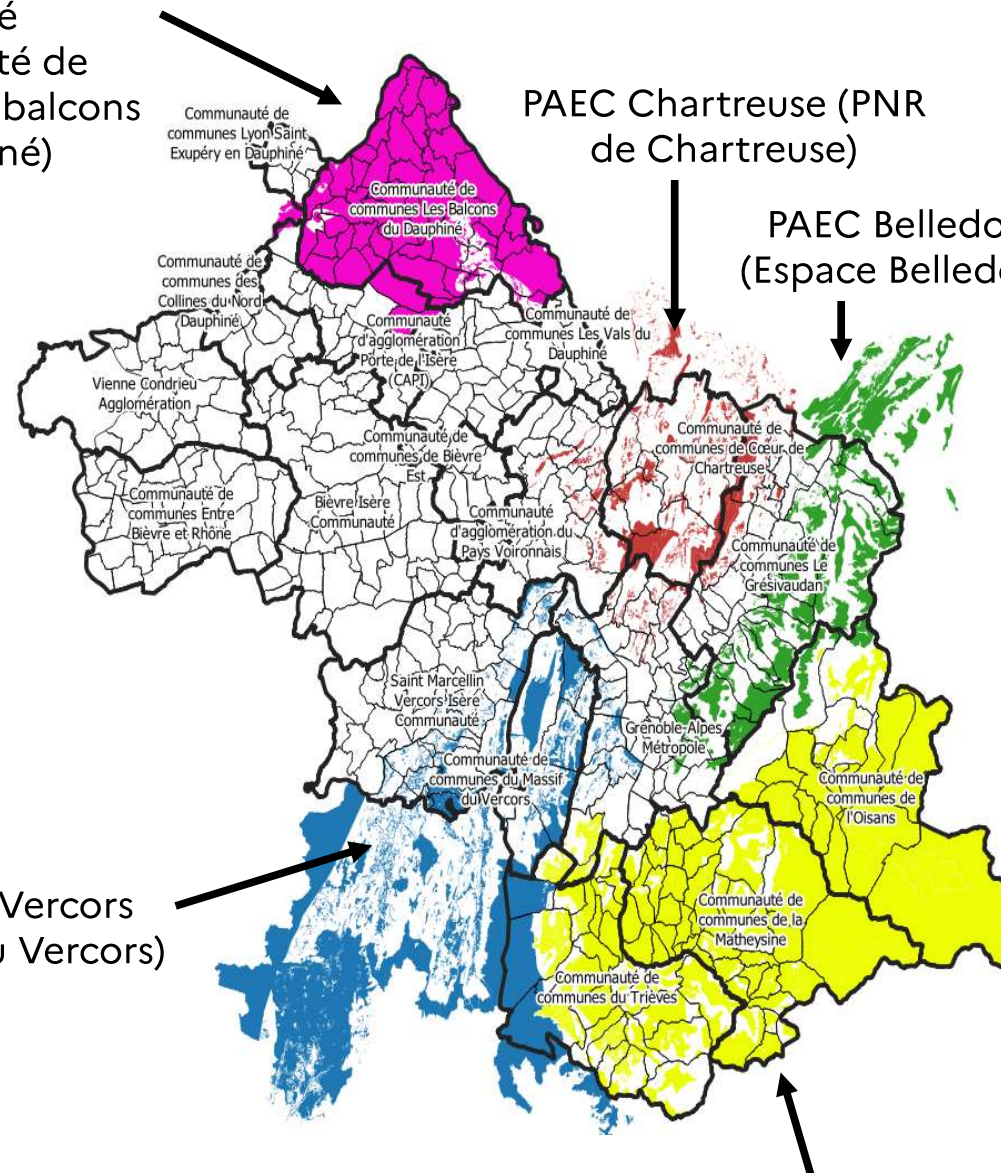 é
té de
balcons
né)
PAEC Chartreuse (PNR
de Chartreuse)
PAEC Belledo
(Espace Belled
Communauté de
communes Lyon Saint
Exupéry en Dauphiné
Communauté de
communes Les Balcons
du Dauphiné
Communauté de
communes des
Collines du Nord
Dauphiné
Communauté
d'agglomération
Porte de l'Isère
(CAPI)
Communauté de
communes Les Vals du
Dauphiné
Vienne Condrieu
Agglomération
Communauté de
communes de Bièvre
Est
Communauté de
communes de Cœur de
Chartreuse
Communauté de
communes Entre
Bièvre et Rhône
Bièvre Isère
Communauté
Communauté
d'agglomération du
Pays Voironnais
Communauté de
communes Le
Grésivaudan
Saint Marcellin
Vercors Isère
Communauté
Grenoble-Alpes
Métropole
Communauté de
communes du Massif
du Vercors
Communauté de
communes de
l'Oisans
Vercors
u Vercors)
Communauté de
communes de la
Matheysine
Communauté de
communes du Trièves